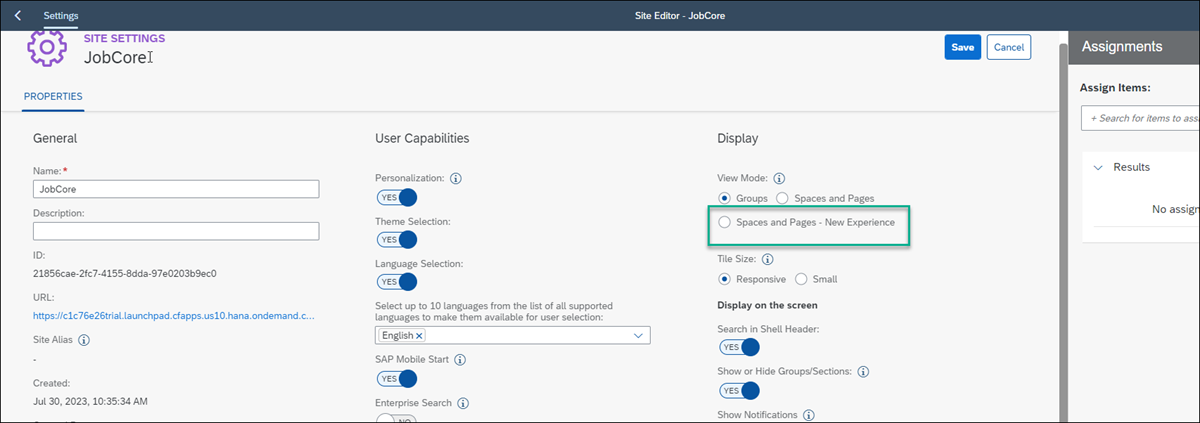 Settings
Site Editor - JobCore
SITE SETTINGS
JobCore
Save
Cancel
PROPERTIES
General
Name:*
JobCore
Description:
ID:
21856cae-2fc7-4155-8dda-97e0203b9ec0
URL:
https://c1c76e26trial.launchpad.cfapps.us10.hana.ondemand.c...
Site Alias
-
Created:
Jul 30, 2023, 10:35:34 AM
User Capabilities
Personalization:
YES
Theme Selection:
YES
Language Selection:
YES
Select up to 10 languages from the list of all supported
languages to make them available for user selection:
English
SAP Mobile Start
YES
Enterprise Search
NO
Display
View Mode:
Groups Spaces and Pages
Spaces and Pages - New Experience
Tile Size:
Responsive Small
Display on the screen
Search in Shell Header:
YES
Show or Hide Groups/Sections:
YES
Show Notifications
Assignments
Assign Items:
+ Search for items to ass
Results
No assign